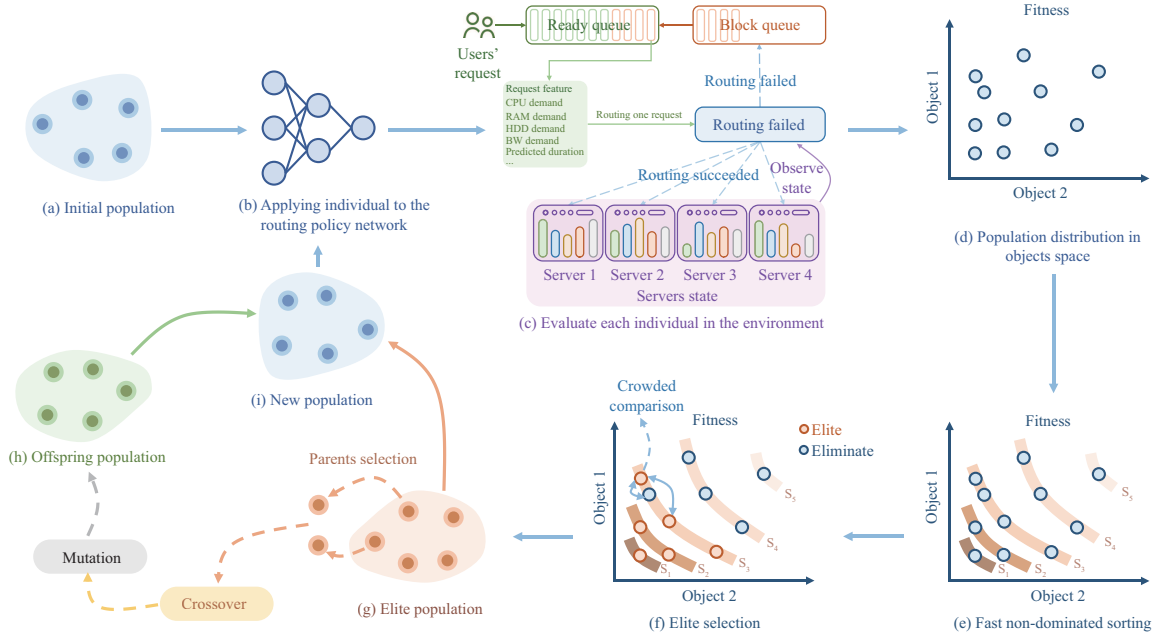 (a) Initial population
(b) Applying individual to the
routing policy network
Users'
request
Ready queue
Block queue
Request feature
CPU demand
RAM demand
HDD demand
BW demand
Predicted duration
...
Routing one request
Routing failed
Routing failed
Routing succeeded
Observe
state
Server 1
Server 2
Server 3
Server 4
Servers state
(c) Evaluate each individual in the environment
Fitness
Object 1
Object 2
(d) Population distribution in
objects space
Fitness
Object 1
S1
S2
S3
S4
S5
Object 2
(e) Fast non-dominated sorting
Crowded
comparison
Fitness
Elite
Eliminate
Object 1
S1
S2
S3
S4
S5
Object 2
(f) Elite selection
Parents selection
(g) Elite population
Crossover
Mutation
(h) Offspring population
(i) New population